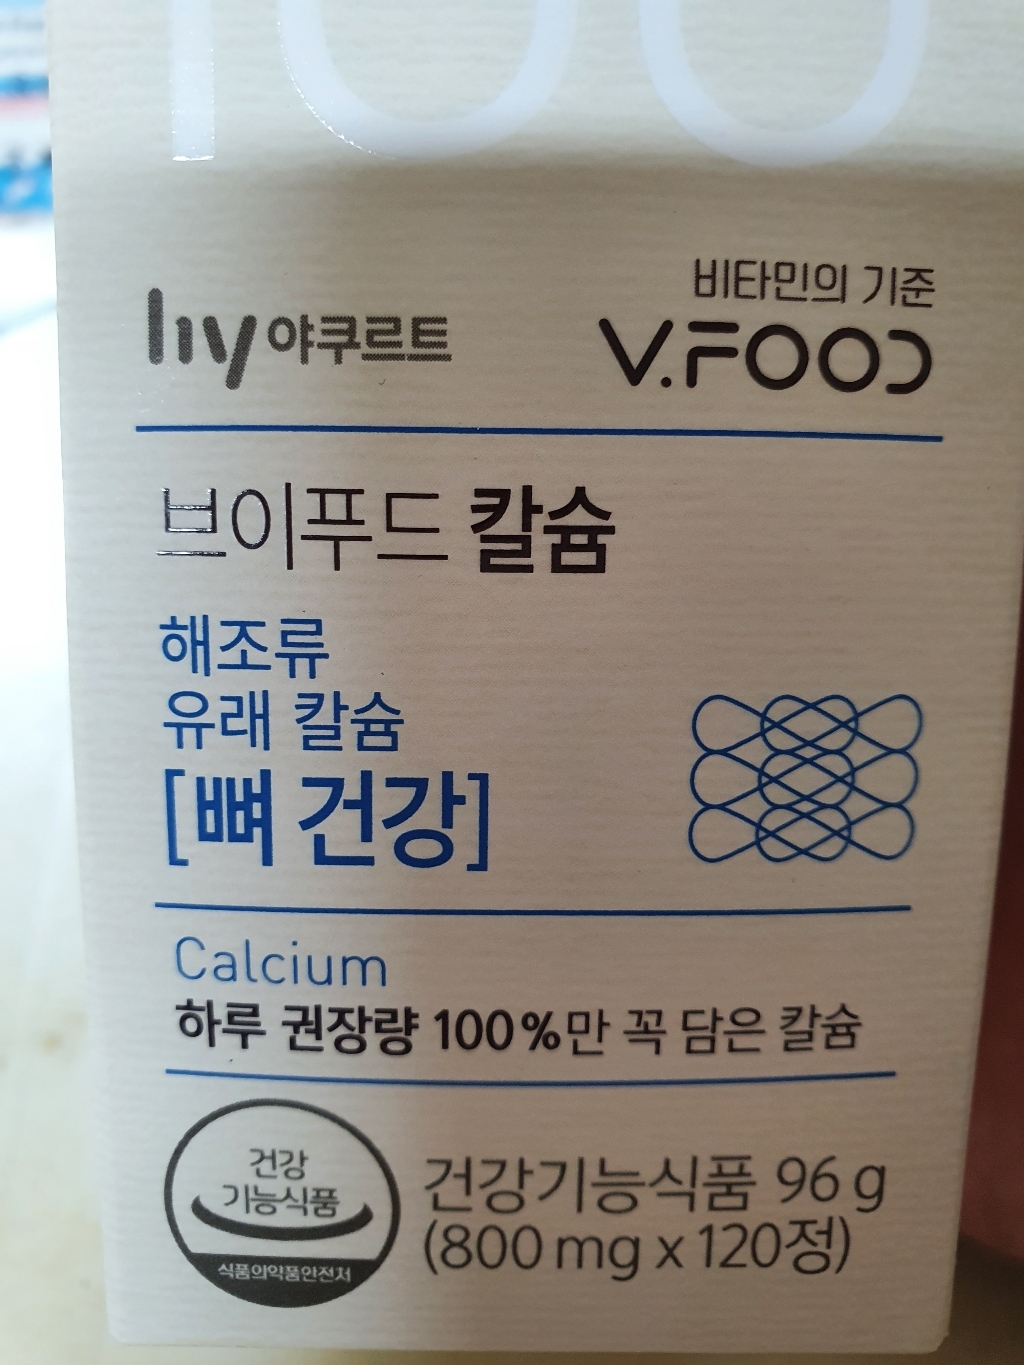 100
hy야쿠르트
비타민의 기준
V.FOOD
브이푸드 칼슘
해조류
유래 칼슘
[뼈 건강]
Calcium
하루 권장량 100%만 꼭 담은 칼슘
건강
기능식품
식품의약품안전처
건강기능식품 96 g
(800 mg x 120정)